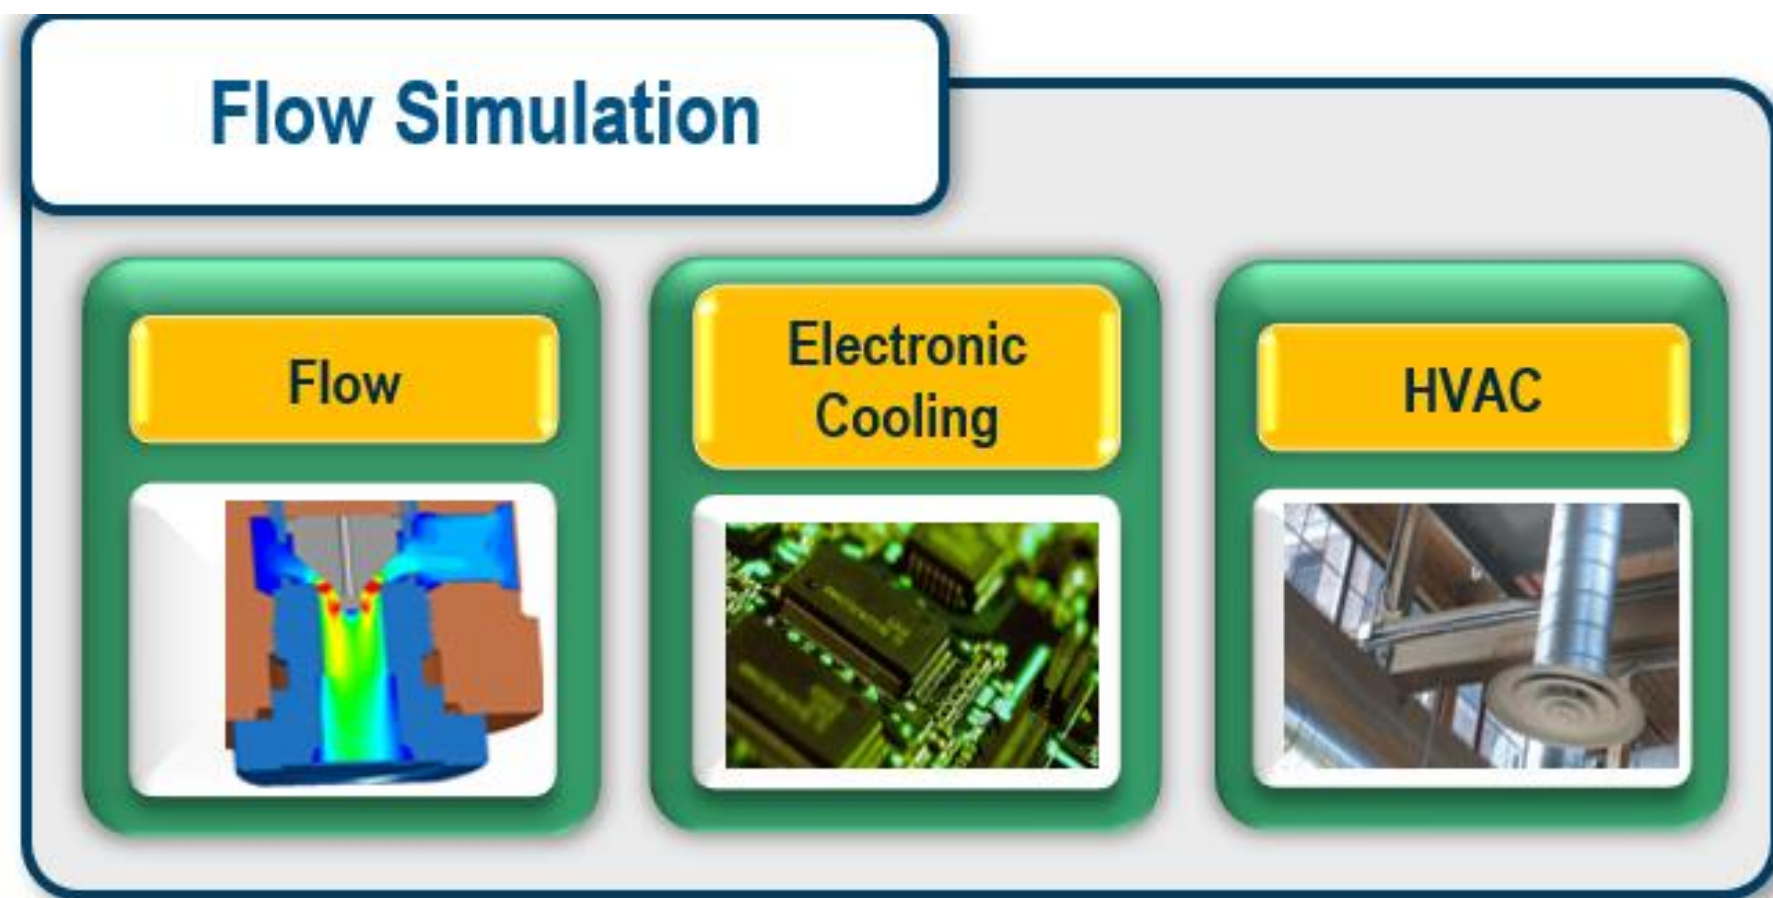 Flow Simulation
Flow
Electronic
Cooling
HVAC